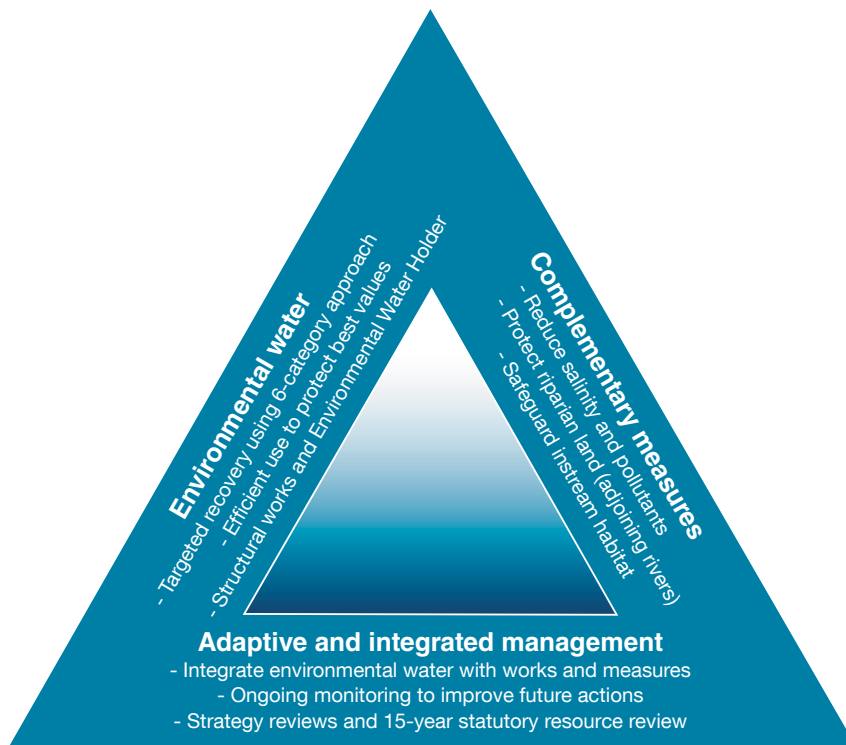 Environmental water
- Targeted recovery using 6-category approach
- Efficient use to protect best values
- Structural works and Environmental Water Holder
Complementary measures
- Reduce salinity and pollutants
- Protect riparian land (adjoining rivers)
- Safeguard instream habitat
Adaptive and integrated management
- Integrate environmental water with works and measures
- Ongoing monitoring to improve future actions
- Strategy reviews and 15-year statutory resource review